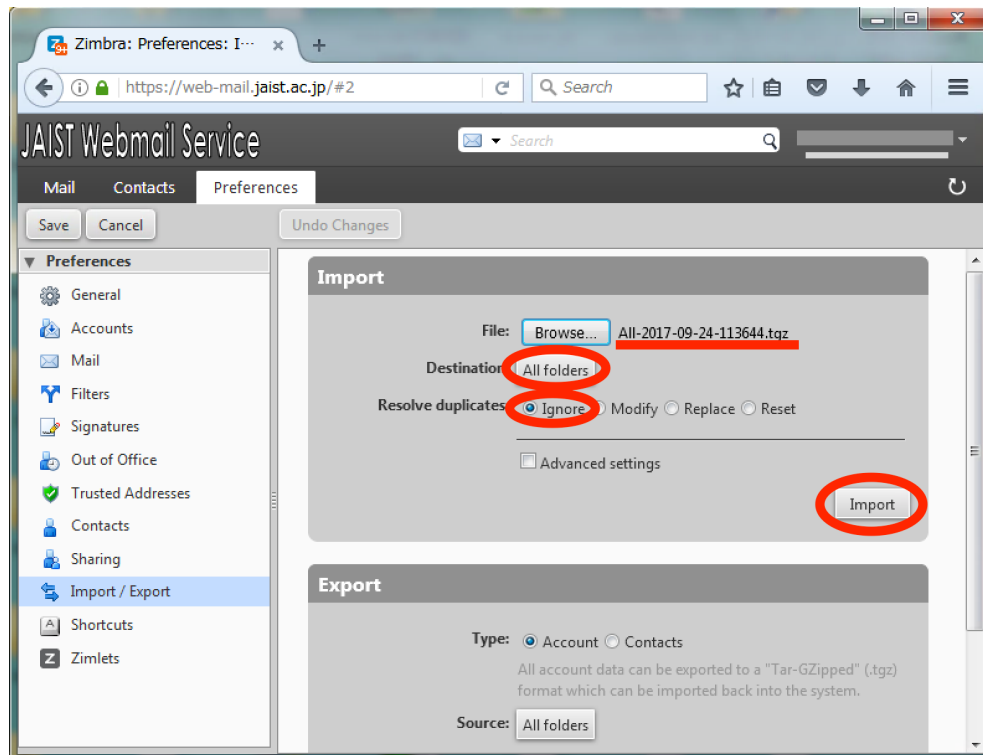 Zimbra: Preferences: I···
https://web-mail.jaist.ac.jp/#2
Search
JAIST Webmail Service
Search
Mail Contacts Preferences
Save Cancel Undo Changes
Preferences
General
Accounts
Mail
Filters
Signatures
Out of Office
Trusted Addresses
Contacts
Sharing
Import / Export
Shortcuts
Zimlets
Import
File: Browse... All-2017-09-24-113644.tgz
Destination All folders
Resolve duplicates Ignore Modify Replace Reset
Advanced settings
Import
Export
Type: Account Contacts
All account data can be exported to a "Tar-GZipped" (.tgz)
format which can be imported back into the system.
Source: All folders